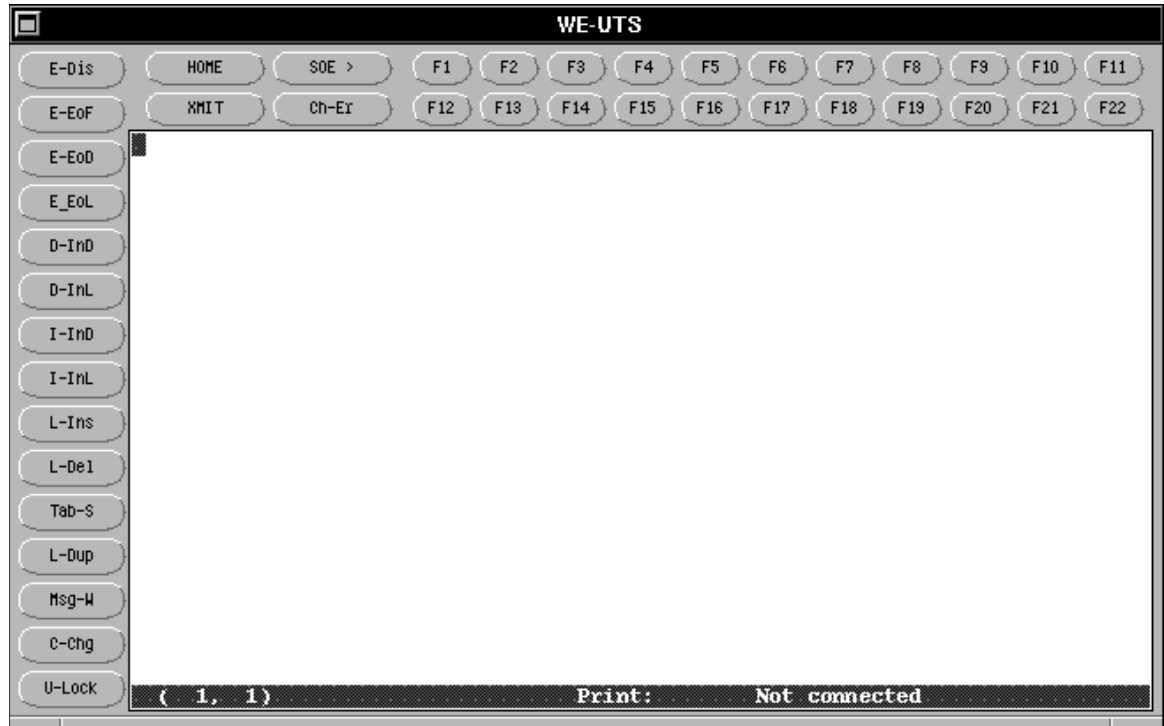 WE-UTS
E-Dis HOME SOE > F1 F2 F3 F4 F5 F6 F7 F8 F9 F10 F11
E-EoF XMIT Ch-Er F12 F13 F14 F15 F16 F17 F18 F19 F20 F21 F22
E-EoD
E_EoL
D-InD
D-InL
I-InD
I-InL
L-Ins
L-Del
Tab-S
L-Dup
Msg-W
C-Chg
U-Lock ( 1, 1) Print: Not connected